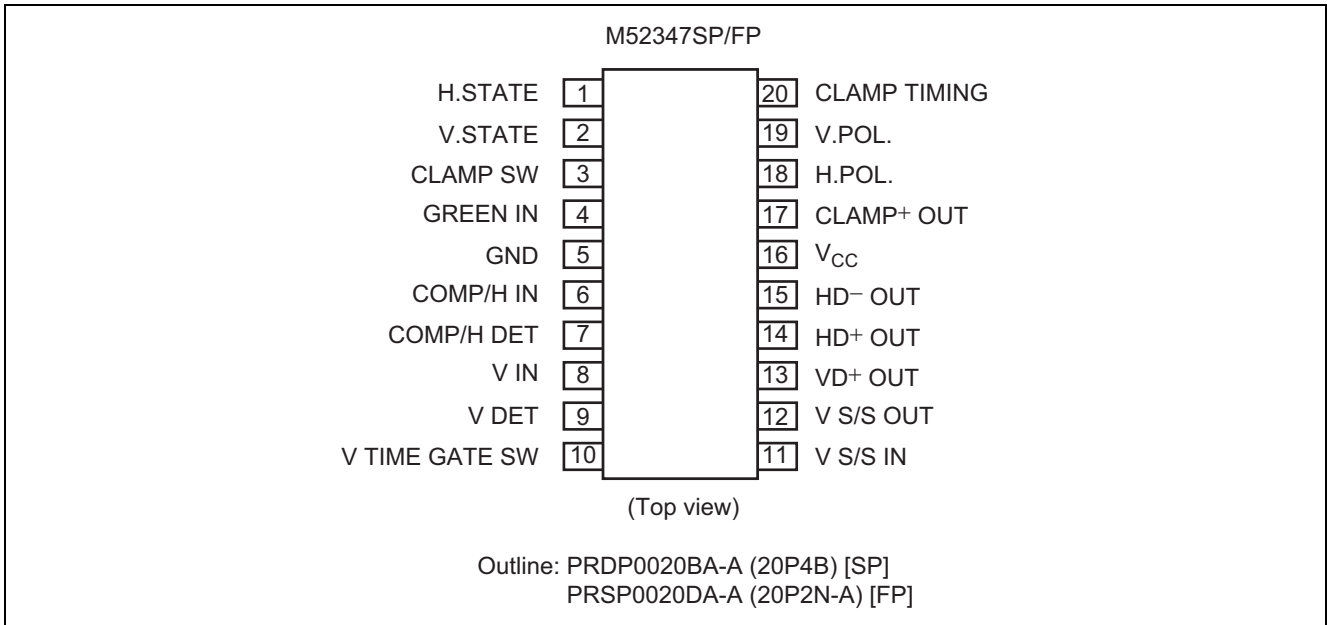 M52347SP/FP
H.STATE 1 20 CLAMP TIMING
V.STATE 2 19 V.POL.
CLAMP SW 3 18 H.POL.
GREEN IN 4 17 CLAMP+ OUT
GND 5 16 VCC
COMP/H IN 6 15 HD− OUT
COMP/H DET 7 14 HD+ OUT
V IN 8 13 VD+ OUT
V DET 9 12 V S/S OUT
V TIME GATE SW 10 11 V S/S IN
(Top view)
Outline: PRDP0020BA-A (20P4B) [SP]
PRSP0020DA-A (20P2N-A) [FP]